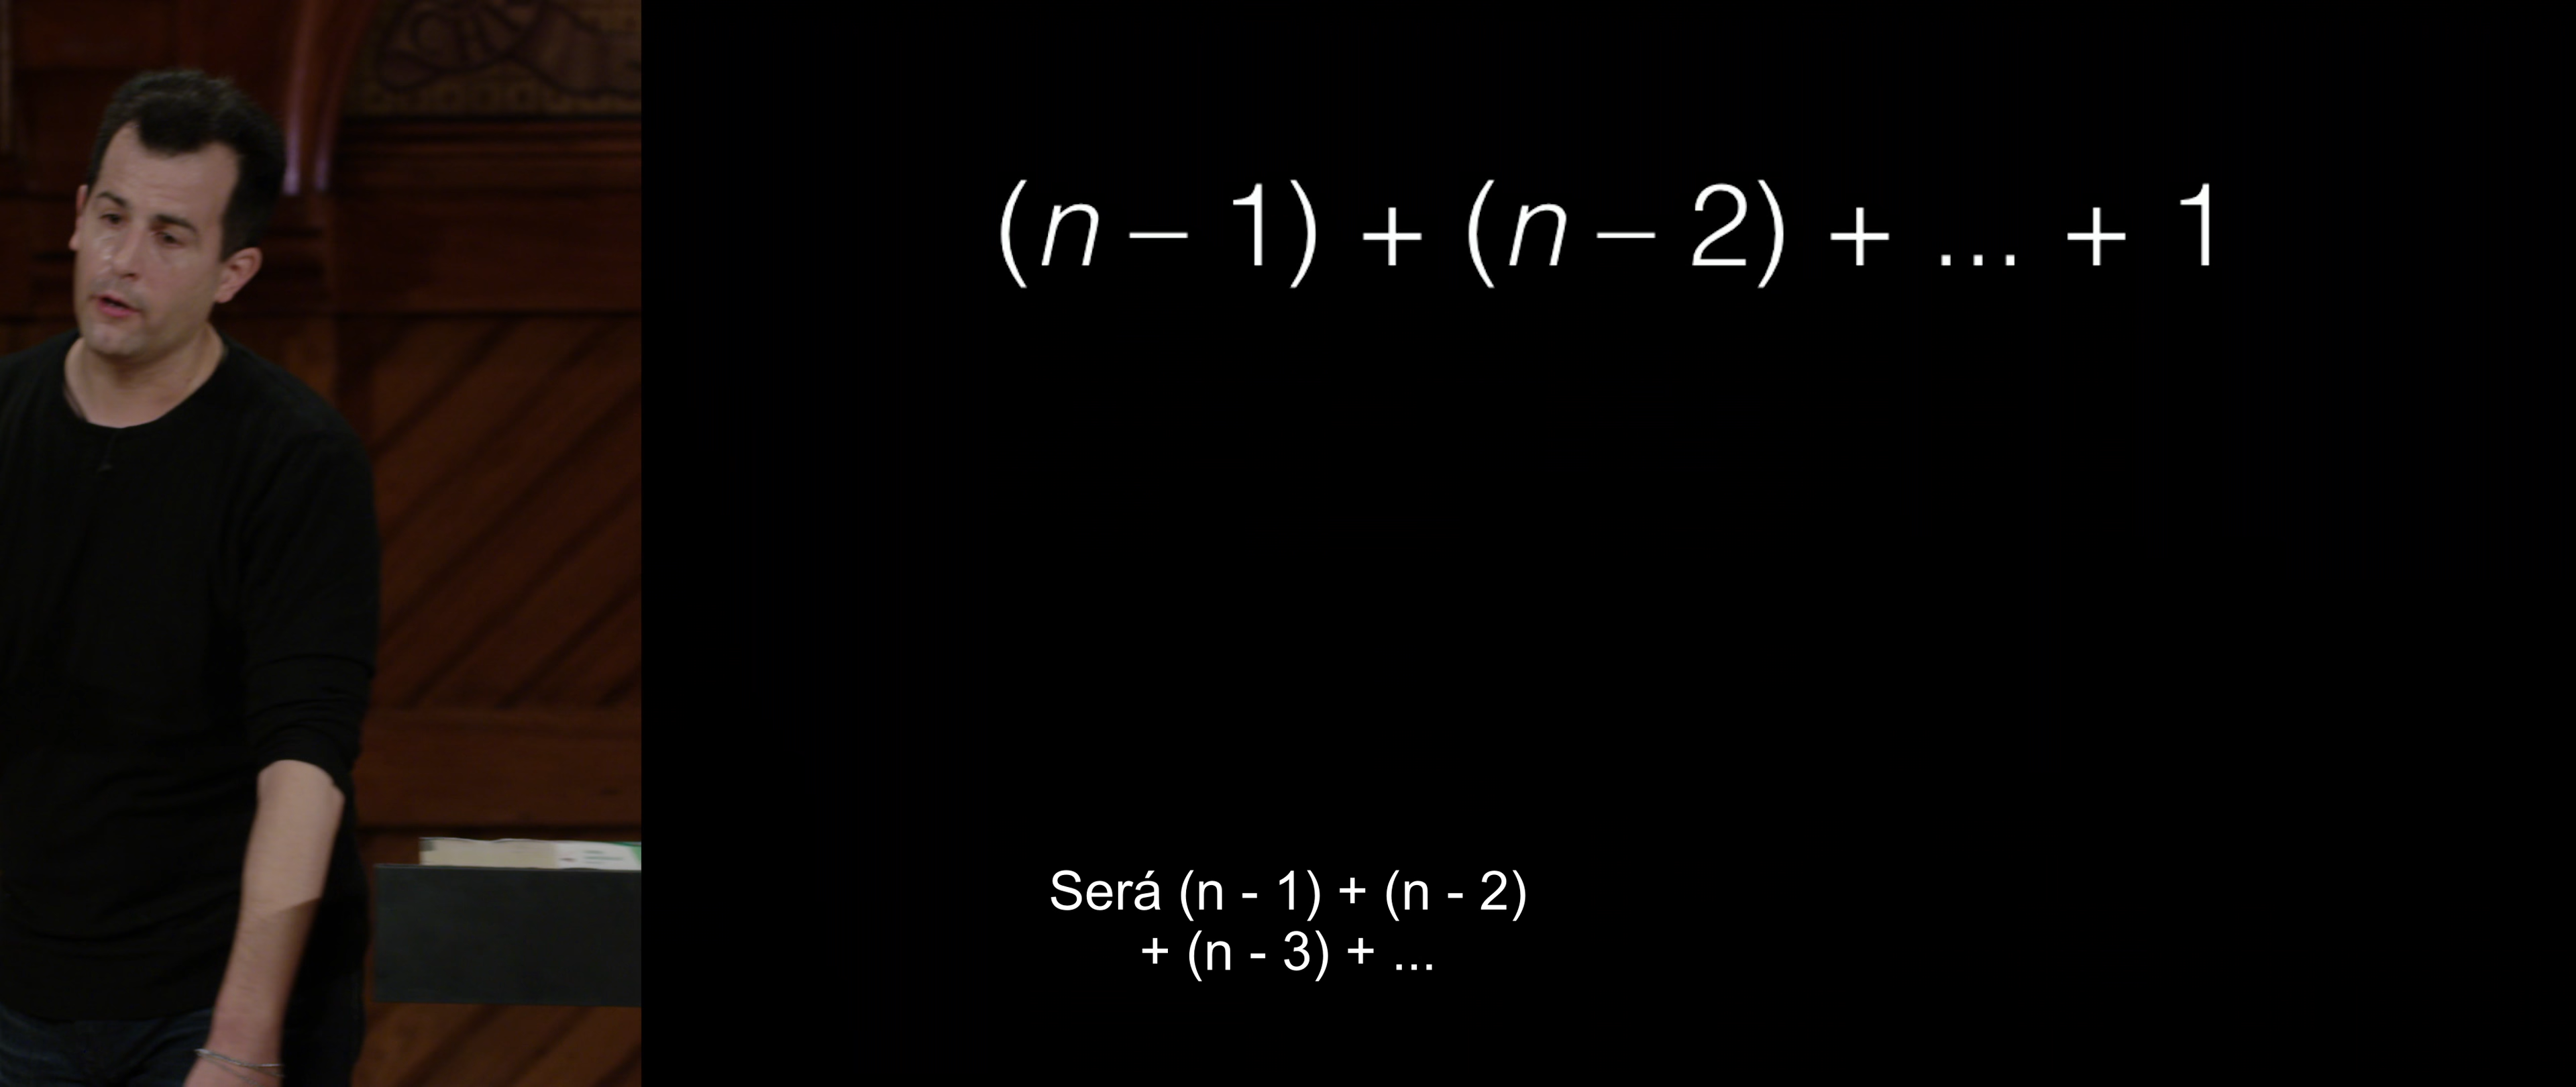 (n – 1) + (n – 2) + ... + 1
Será (n - 1) + (n - 2)
+ (n - 3) + ...